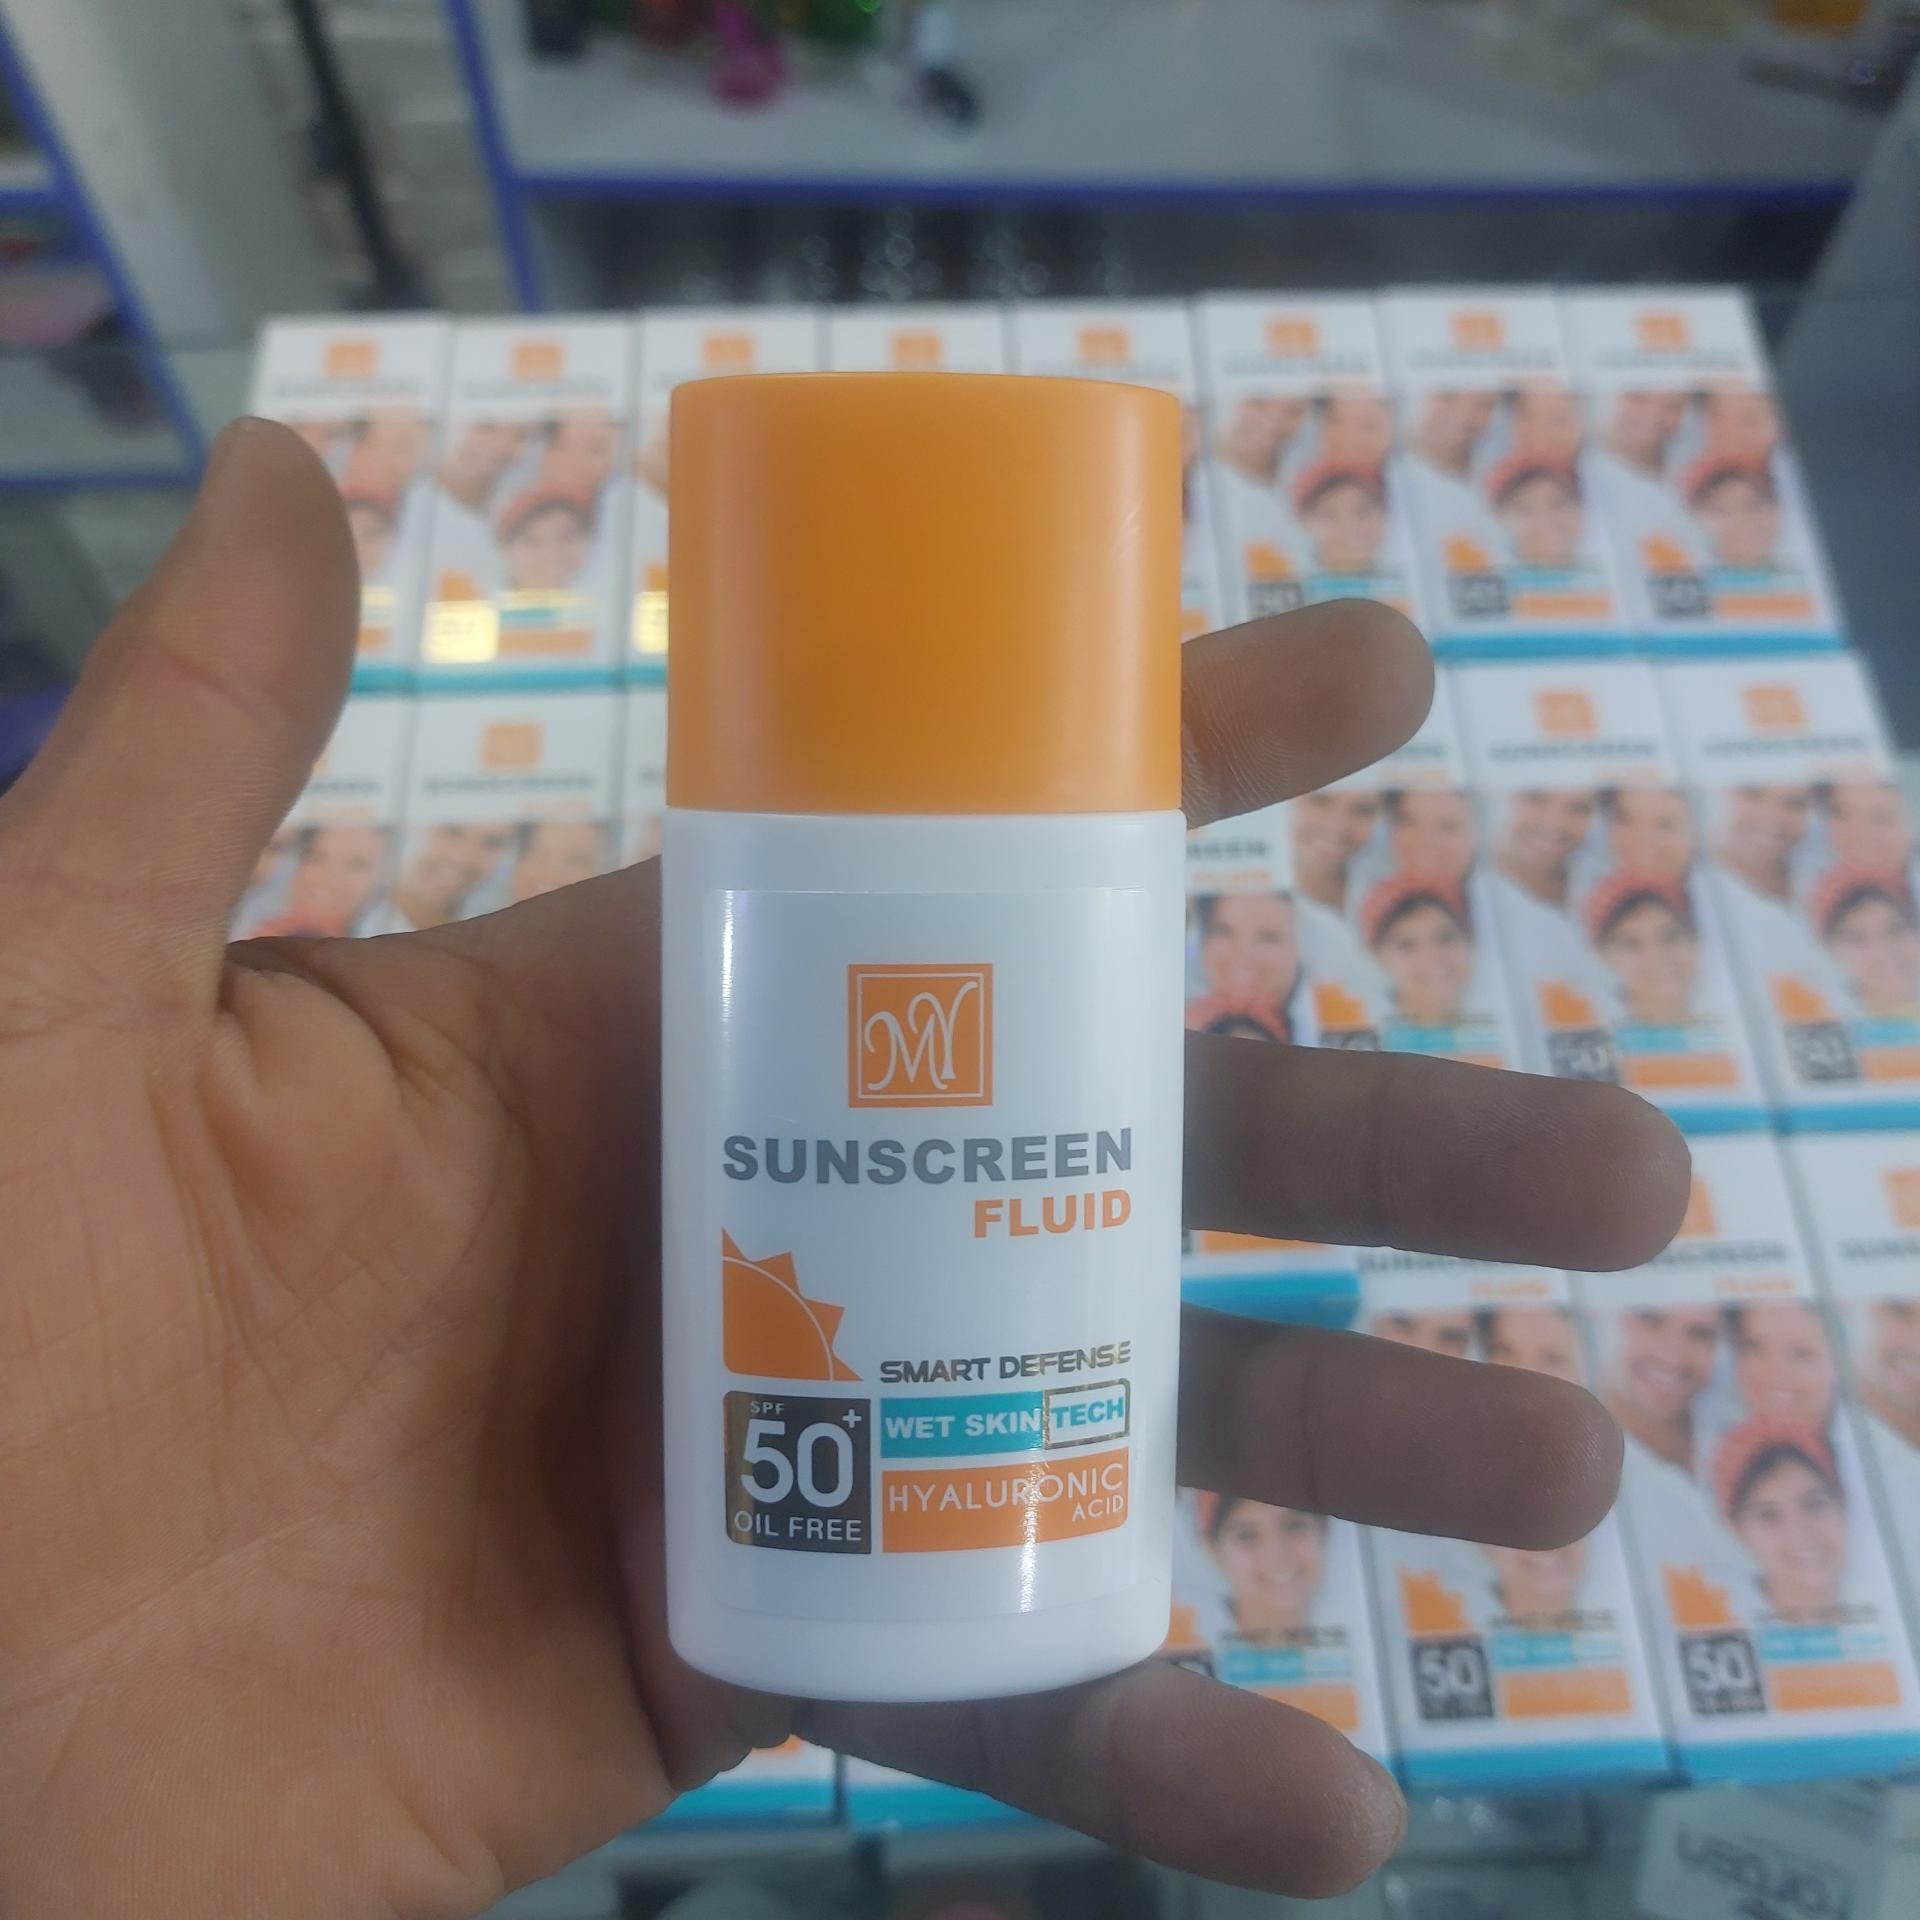 MY
SUNSCREEN
FLUID
SMART DEFENSE
SPF
50+
OIL FREE
WET SKIN TECH
HYALURONIC
ACID